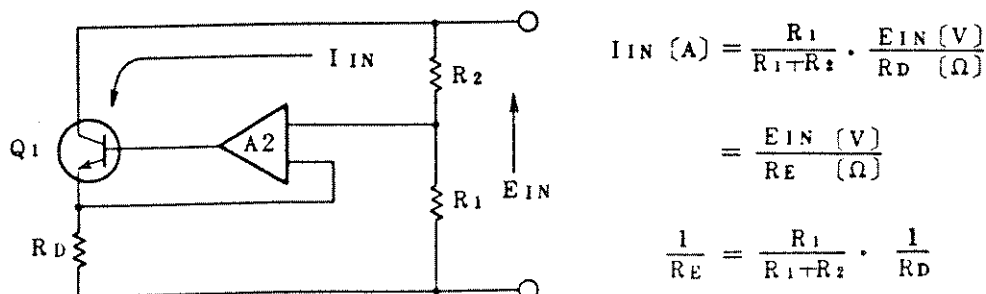 I IN
R2
Q1
A2
R1
E IN
RD
I IN (A) = R1 / (R1+R2) · E IN (V) / RD (Ω)
= E IN (V) / RE (Ω)
1 / RE = R1 / (R1+R2) · 1 / RD